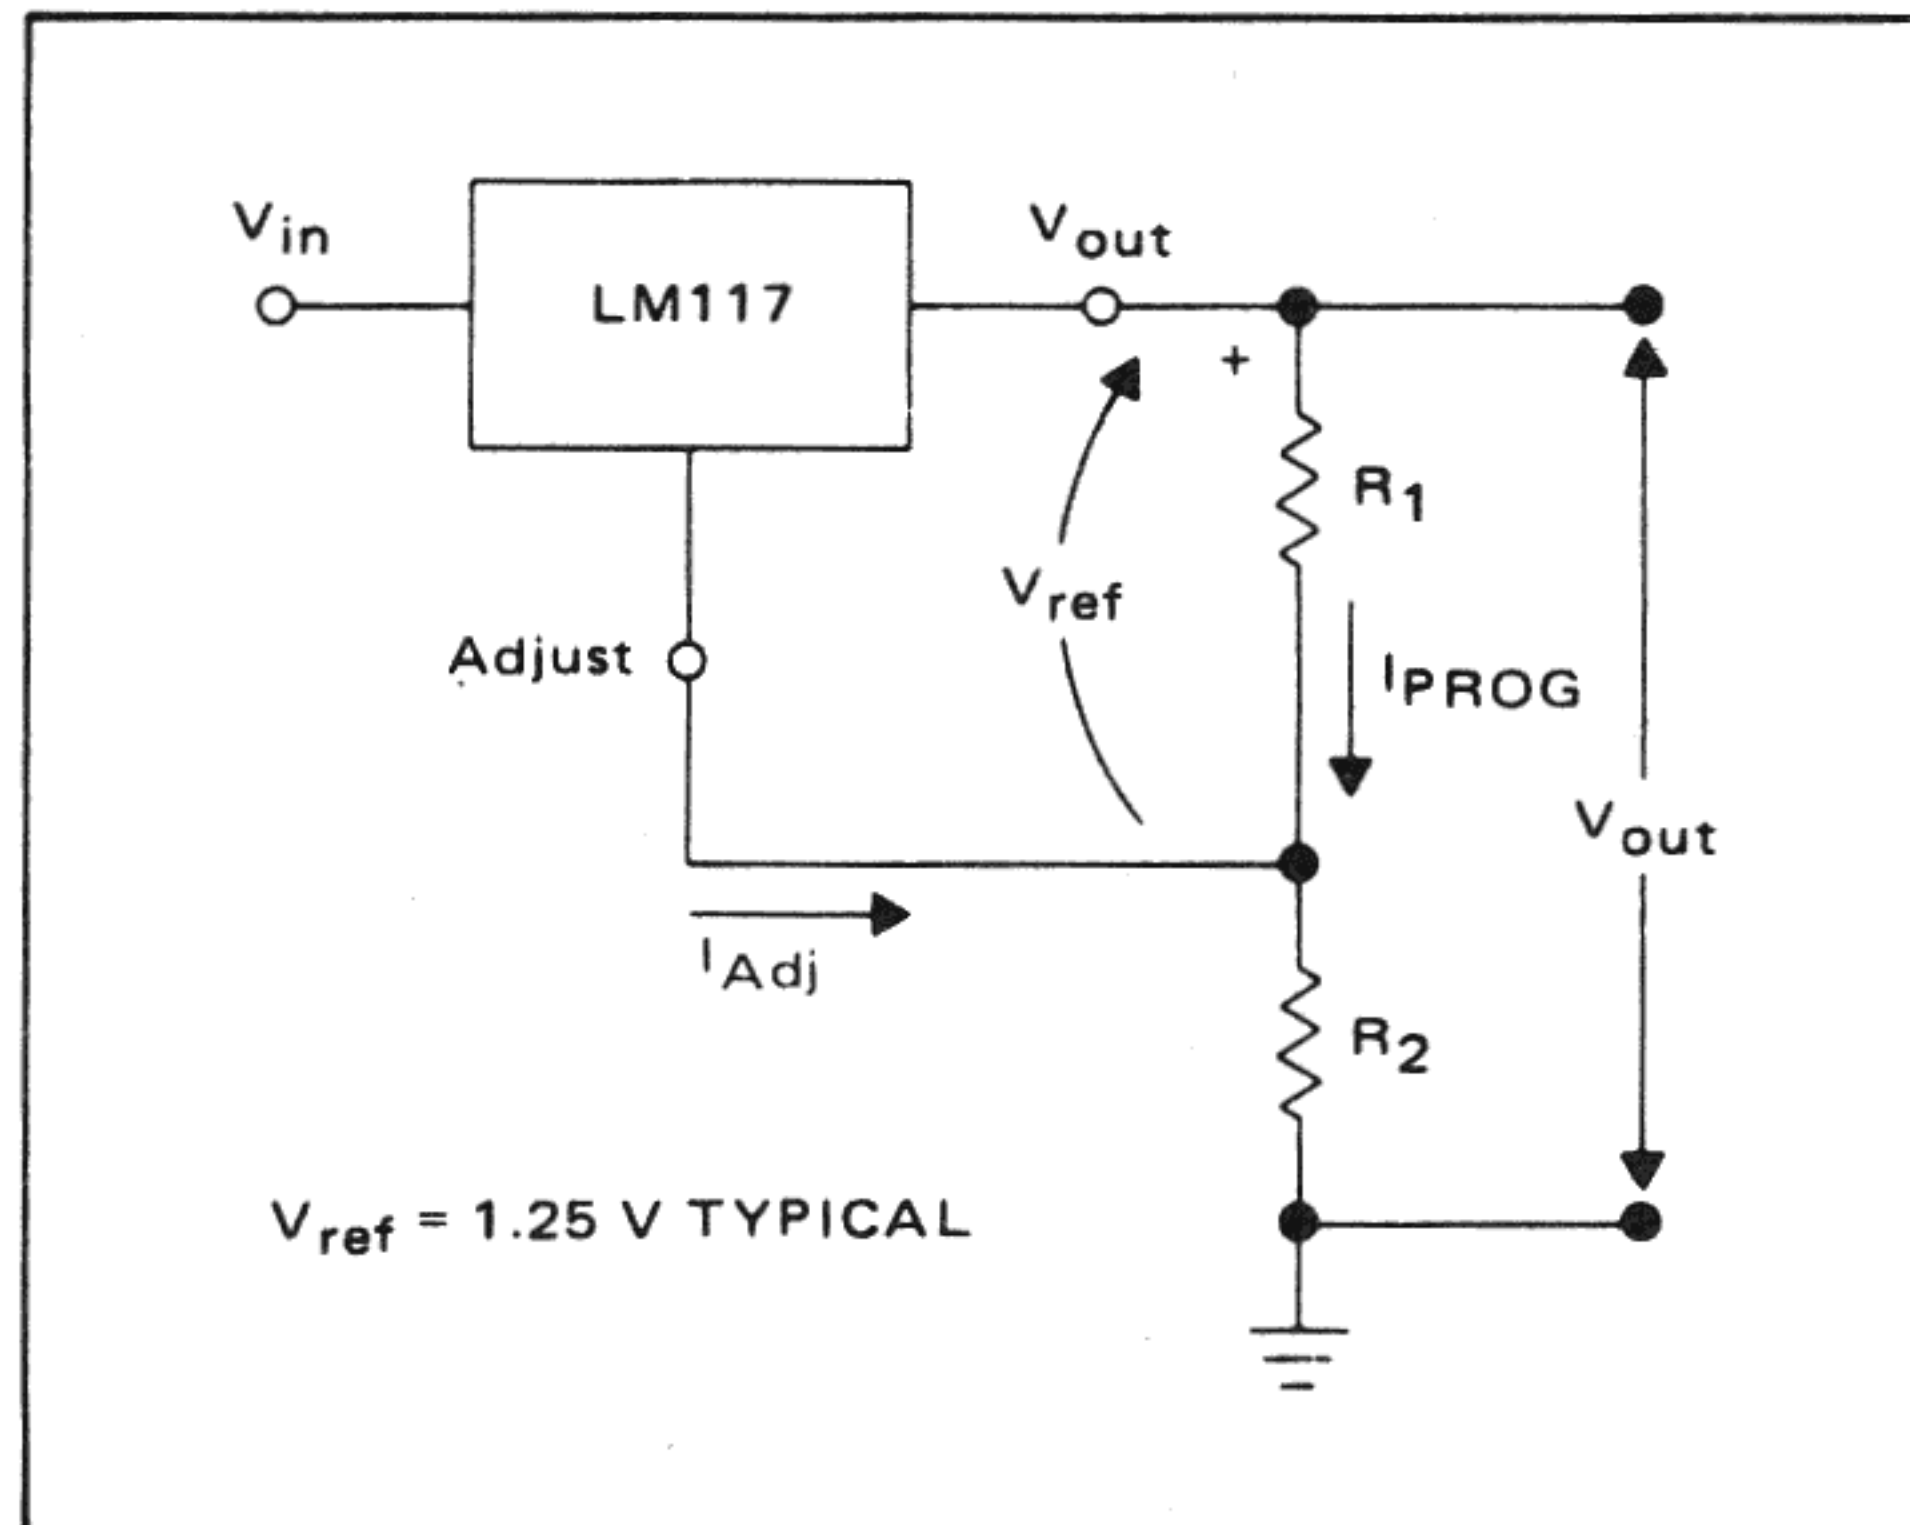 Vin
LM117
Vout
+
R1
Vref
Adjust
IPROG
Vout
IAdj
R2
Vref = 1.25 V TYPICAL